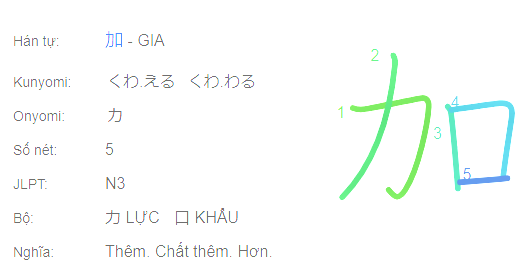 Hán tự: 加 - GIA
Kunyomi: くわ.える くわ.わる
Onyomi: カ
Số nét: 5
JLPT: N3
Bộ: 力 LỰC 口 KHẨU
Nghĩa: Thêm. Chất thêm. Hơn.
加
1
2
3
4
5